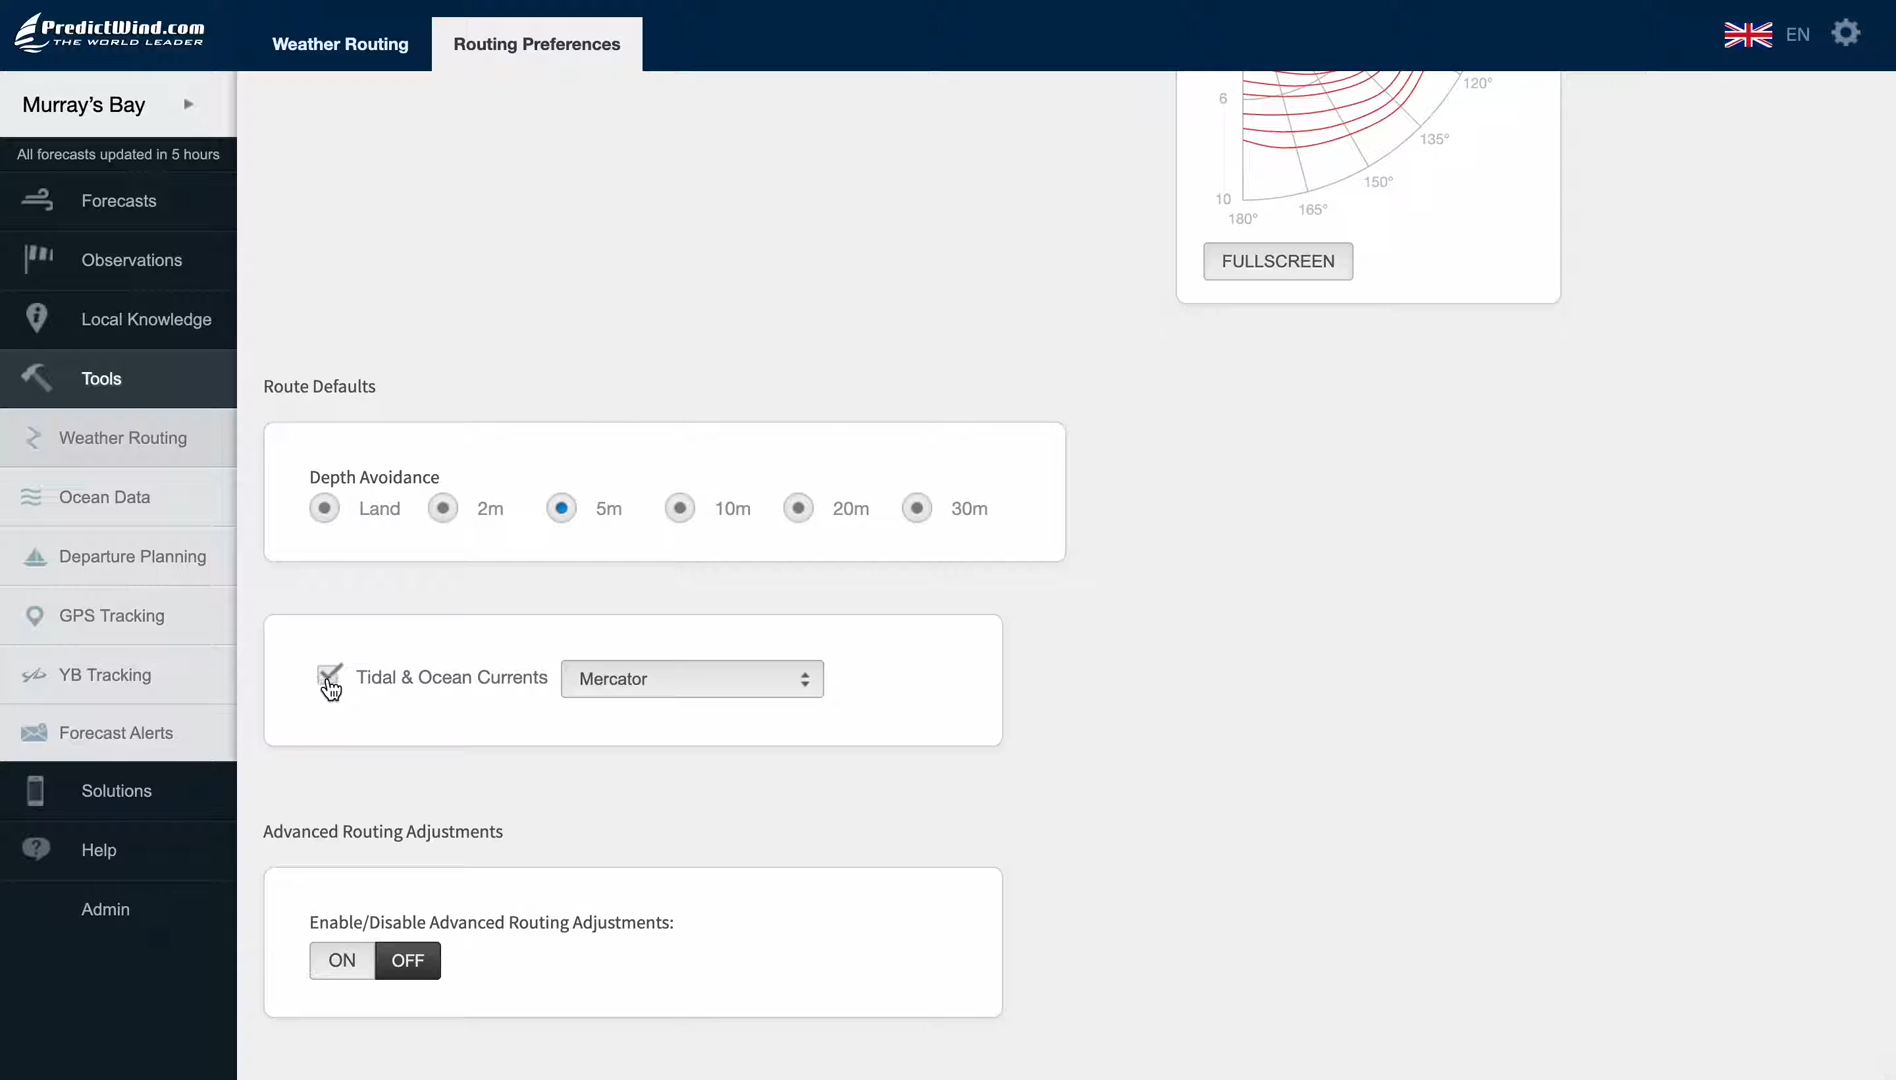 PredictWind.com
THE WORLD LEADER
Weather Routing
Routing Preferences
EN
Murray's Bay
All forecasts updated in 5 hours
Forecasts
Observations
Local Knowledge
Tools
Weather Routing
Ocean Data
Departure Planning
GPS Tracking
YB Tracking
Forecast Alerts
Solutions
Help
Admin
120°
6
135°
150°
10
165°
180°
FULLSCREEN
Route Defaults
Depth Avoidance
Land 2m 5m 10m 20m 30m
Tidal & Ocean Currents Mercator
Advanced Routing Adjustments
Enable/Disable Advanced Routing Adjustments:
ON OFF